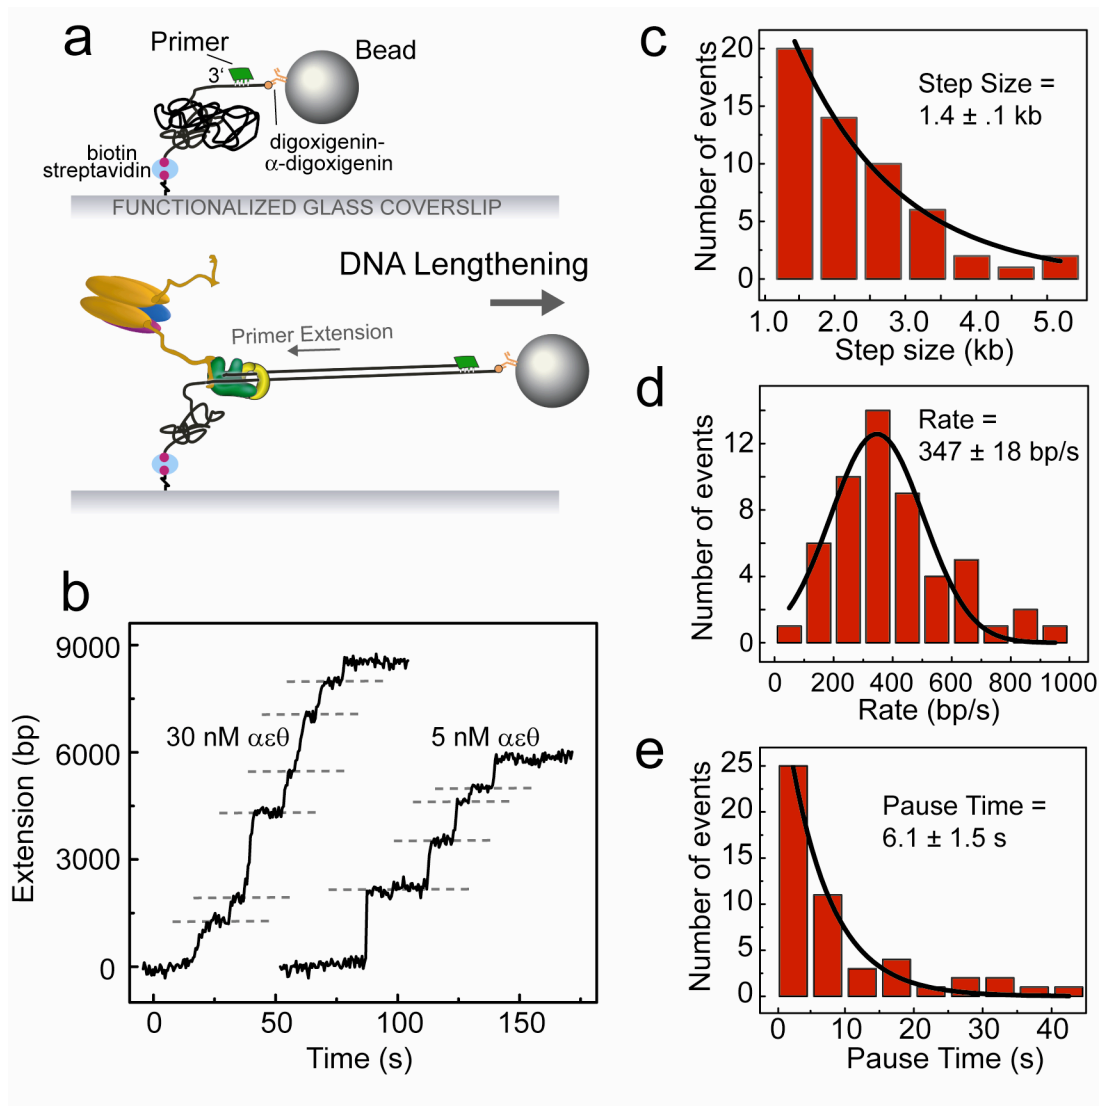 a
Primer
3'
Bead
digoxigenin-
α-digoxigenin
biotin
streptavidin
FUNCTIONALIZED GLASS COVERSLIP
DNA Lengthening
Primer Extension
b
Extension (bp)
9000
6000
3000
0
30 nM αεθ
5 nM αεθ
0 50 100 150
Time (s)
c
Number of events
20
15
10
5
0
Step Size =
1.4 ± .1 kb
1.0 2.0 3.0 4.0 5.0
Step size (kb)
d
Number of events
12
8
4
0
Rate =
347 ± 18 bp/s
0 200 400 600 800 1000
Rate (bp/s)
e
Number of events
25
20
15
10
5
0
Pause Time =
6.1 ± 1.5 s
0 10 20 30 40
Pause Time (s)